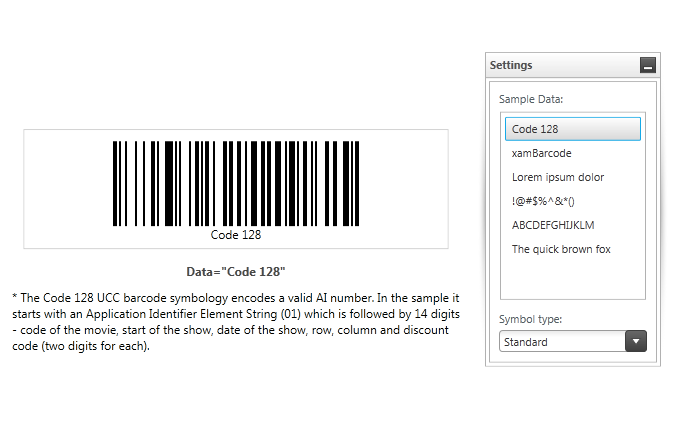 Code 128
Data="Code 128"
* The Code 128 UCC barcode symbology encodes a valid AI number. In the sample it
starts with an Application Identifier Element String (01) which is followed by 14 digits
- code of the movie, start of the show, date of the show, row, column and discount
code (two digits for each).
Settings
Sample Data:
Code 128
xamBarcode
Lorem ipsum dolor
!@#$%^&*()
ABCDEFGHIJKLM
The quick brown fox
Symbol type:
Standard